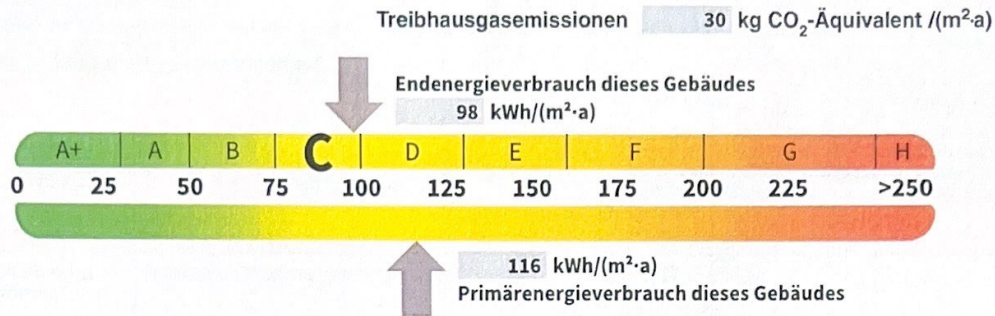 Treibhausgasemissionen 30 kg CO₂-Äquivalent /(m²·a)
Endenergieverbrauch dieses Gebäudes
98 kWh/(m²·a)
A+ A B C D E F G H
0 25 50 75 100 125 150 175 200 225 >250
116 kWh/(m²·a)
Primärenergieverbrauch dieses Gebäudes